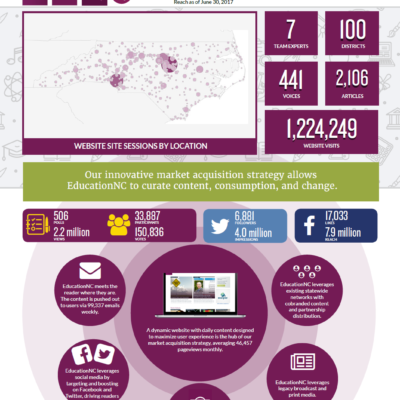 Reach as of June 30, 2017
7
TEAM EXPERTS
100
DISTRICTS
441
VOICES
2,106
ARTICLES
1,224,249
WEBSITE VISITS
WEBSITE SITE SESSIONS BY LOCATION
Our innovative market acquisition strategy allows
EducationNC to curate content, consumption, and change.
506
POLLS
2.2 million
VIEWS
33,887
PARTICIPANTS
150,836
VOTES
6,881
FOLLOWERS
4.0 million
IMPRESSIONS
17,033
LIKES
7.9 million
REACH
EducationNC meets the
reader where they are.
The content is pushed out
to users via 99,337 emails
weekly.
A dynamic website with daily content designed
to maximize user experience is the hub of our
market acquisition strategy, averaging 46,457
pageviews monthly.
EducationNC leverages
existing statewide
networks with
cobranded content
and partnership
distribution.
EducationNC leverages
social media by
targeting and boosting
on Facebook and
Twitter, driving readers
EducationNC leverages
legacy broadcast and
print media.